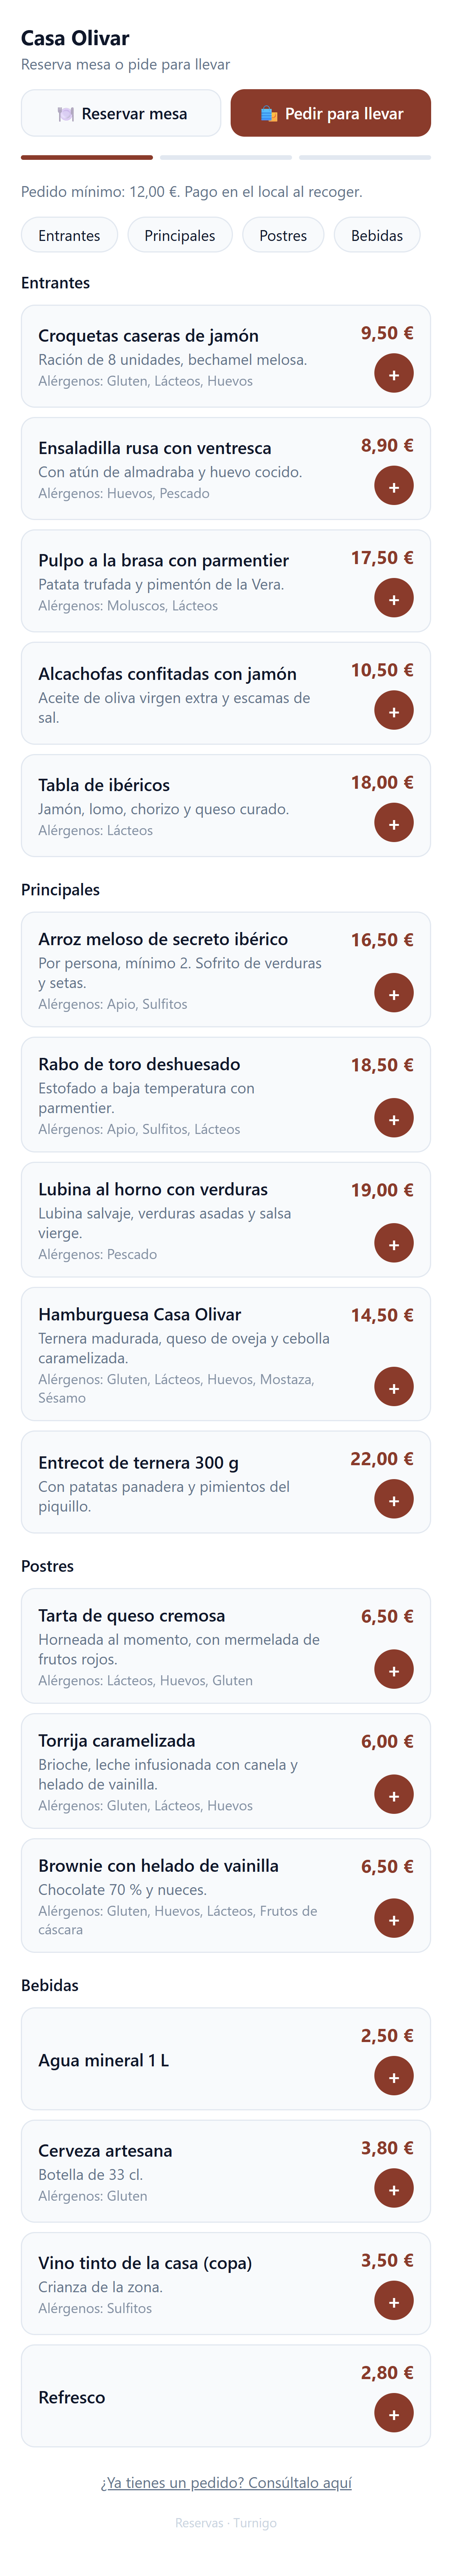 Casa Olivar
Reserva mesa o pide para llevar
Reservar mesa
Pedir para llevar
Pedido mínimo: 12,00 €. Pago en el local al recoger.
Entrantes
Principales
Postres
Bebidas
Entrantes
Croquetas caseras de jamón
9,50 €
Ración de 8 unidades, bechamel melosa.
Alérgenos: Gluten, Lácteos, Huevos
+
Ensaladilla rusa con ventresca
8,90 €
Con atún de almadraba y huevo cocido.
Alérgenos: Huevos, Pescado
+
Pulpo a la brasa con parmentier
17,50 €
Patata trufada y pimentón de la Vera.
Alérgenos: Moluscos, Lácteos
+
Alcachofas confitadas con jamón
10,50 €
Aceite de oliva virgen extra y escamas de
sal.
+
Tabla de ibéricos
18,00 €
Jamón, lomo, chorizo y queso curado.
Alérgenos: Lácteos
+
Principales
Arroz meloso de secreto ibérico
16,50 €
Por persona, mínimo 2. Sofrito de verduras
y setas.
Alérgenos: Apio, Sulfitos
+
Rabo de toro deshuesado
18,50 €
Estofado a baja temperatura con
parmentier.
Alérgenos: Apio, Sulfitos, Lácteos
+
Lubina al horno con verduras
19,00 €
Lubina salvaje, verduras asadas y salsa
vierge.
Alérgenos: Pescado
+
Hamburguesa Casa Olivar
14,50 €
Ternera madurada, queso de oveja y cebolla
caramelizada.
Alérgenos: Gluten, Lácteos, Huevos, Mostaza,
Sésamo
+
Entrecot de ternera 300 g
22,00 €
Con patatas panadera y pimientos del
piquillo.
+
Postres
Tarta de queso cremosa
6,50 €
Horneada al momento, con mermelada de
frutos rojos.
Alérgenos: Lácteos, Huevos, Gluten
+
Torrija caramelizada
6,00 €
Brioche, leche infusionada con canela y
helado de vainilla.
Alérgenos: Gluten, Lácteos, Huevos
+
Brownie con helado de vainilla
6,50 €
Chocolate 70 % y nueces.
Alérgenos: Gluten, Huevos, Lácteos, Frutos de
cáscara
+
Bebidas
Agua mineral 1 L
2,50 €
+
Cerveza artesana
3,80 €
Botella de 33 cl.
Alérgenos: Gluten
+
Vino tinto de la casa (copa)
3,50 €
Crianza de la zona.
Alérgenos: Sulfitos
+
Refresco
2,80 €
+
¿Ya tienes un pedido? Consúltalo aquí
Reservas · Turnigo